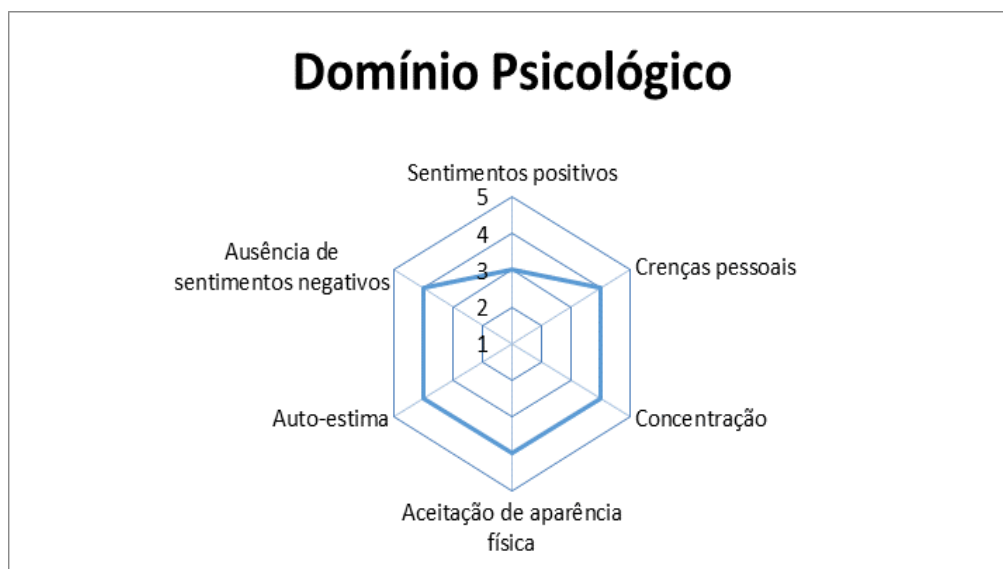 Domínio Psicológico
Sentimentos positivos
5
4
3
2
1
Crenças pessoais
Concentração
Aceitação de aparência
física
Auto-estima
Ausência de
sentimentos negativos